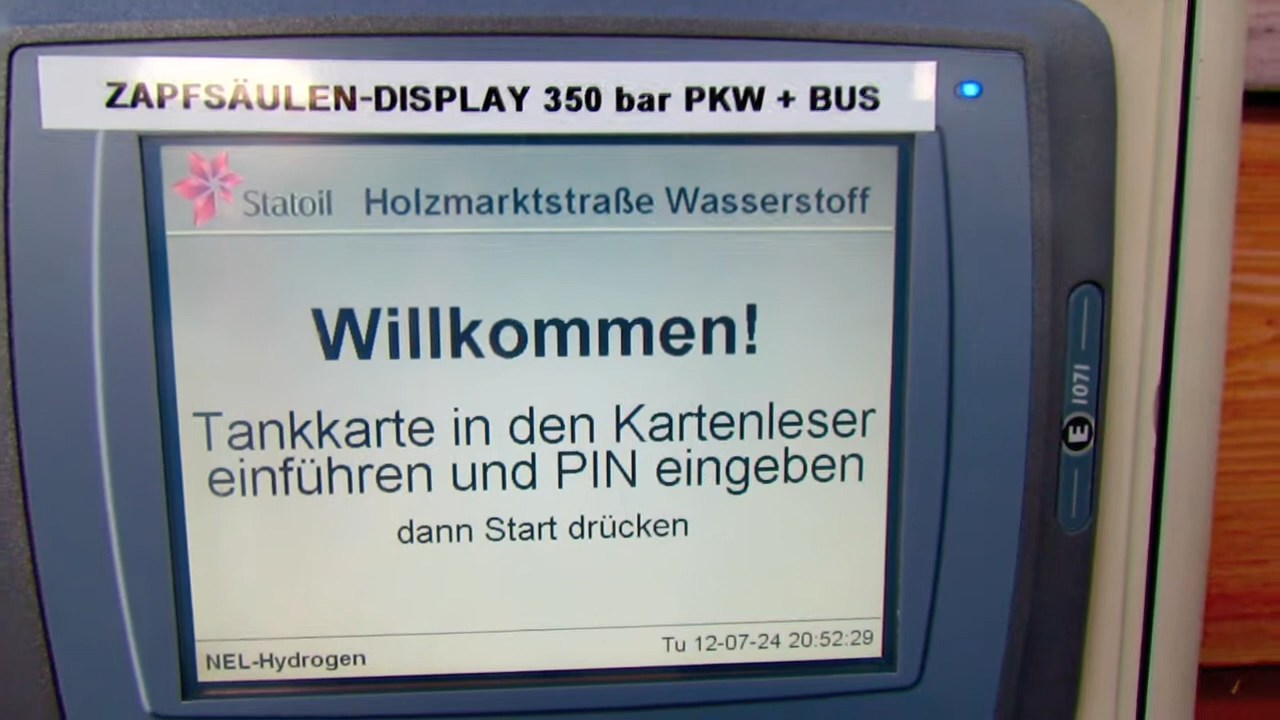 ZAPFSÄULEN-DISPLAY 350 bar PKW + BUS
Statoil Holzmarktstraße Wasserstoff
Willkommen!
Tankkarte in den Kartenleser
einführen und PIN eingeben
dann Start drücken
NEL-Hydrogen
Tu 12-07-24 20:52:29
E 1071